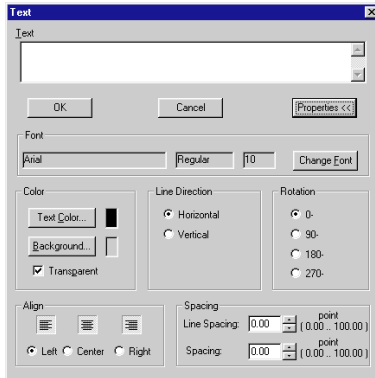 Text
Text
OK Cancel Properties <<
Font
Arial Regular 10 Change Font
Color Line Direction Rotation
Text Color... Horizontal 0-
Background... Vertical 90-
Transparent 180-
270-
Align Spacing
Line Spacing: 0.00 point ( 0.00 .. 100.00 )
Left Center Right Spacing: 0.00 point ( 0.00 .. 100.00 )